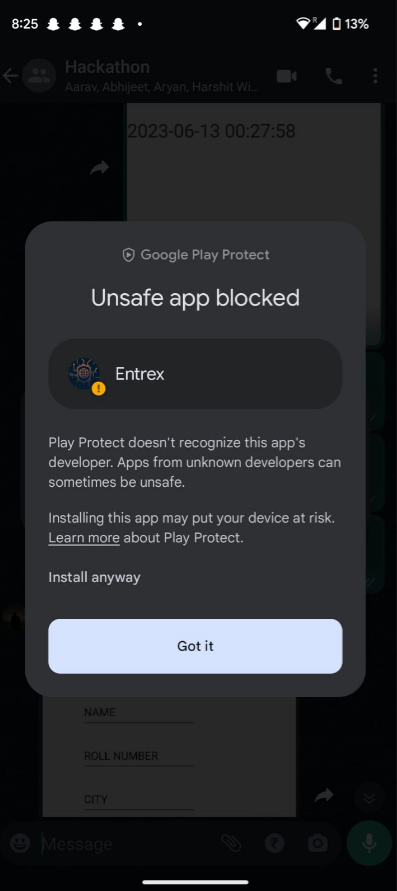 8:25
R
13%
Hackathon
Aarav, Abhijeet, Aryan, Harshit Wi...
2023-06-13 00:27:58
Google Play Protect
Unsafe app blocked
Entrex
Play Protect doesn't recognize this app's
developer. Apps from unknown developers can
sometimes be unsafe.
Installing this app may put your device at risk.
Learn more about Play Protect.
Install anyway
Got it
NAME
ROLL NUMBER
CITY
Message